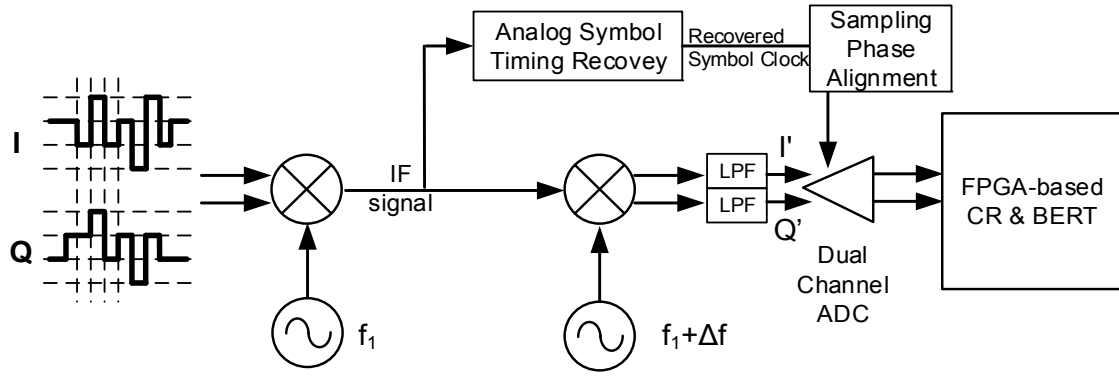 Analog Symbol
Timing Recovey
Recovered
Symbol Clock
Sampling
Phase
Alignment
I
Q
IF
signal
f1
f1+Δf
LPF
LPF
I'
Q’
Dual
Channel
ADC
FPGA-based
CR & BERT